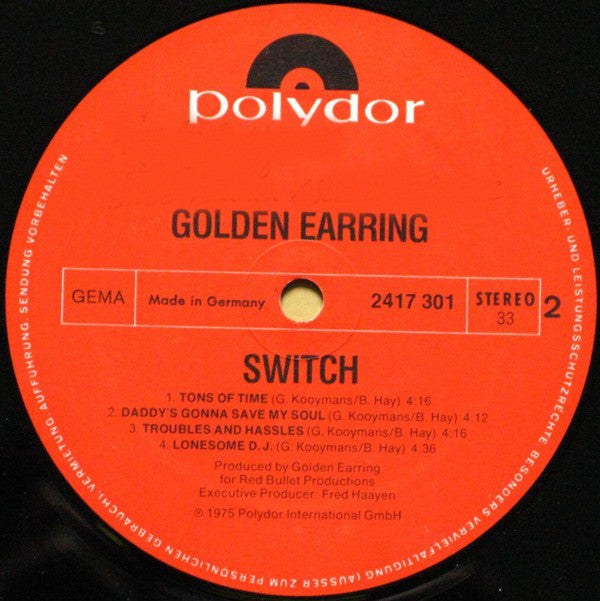 polydor
GOLDEN EARRING
GEMA
Made in Germany
2417 301
STEREO
33
2
SWITCH
1. TONS OF TIME (G. Kooymans/B. Hay) 4:16
2. DADDY'S GONNA SAVE MY SOUL (G. Kooymans/B. Hay) 4:12
3. TROUBLES AND HASSLES (G. Kooymans/B. Hay) 4:16
4. LONESOME D.J. (G. Kooymans/B. Hay) 4:36
Produced by Golden Earring
for Red Bullet Productions
Executive Producer: Fred Haayen
℗ 1975 Polydor International GmbH
URHEBER- UND LEISTUNGSSCHUTZRECHTE, BESONDERS VERVIELFÄLTIGUNG (AUSSER ZUM PERSÖNLICHEN GEBRAUCH), VERMIETUNG, AUFFÜHRUNG, SENDUNG VORBEHALTEN